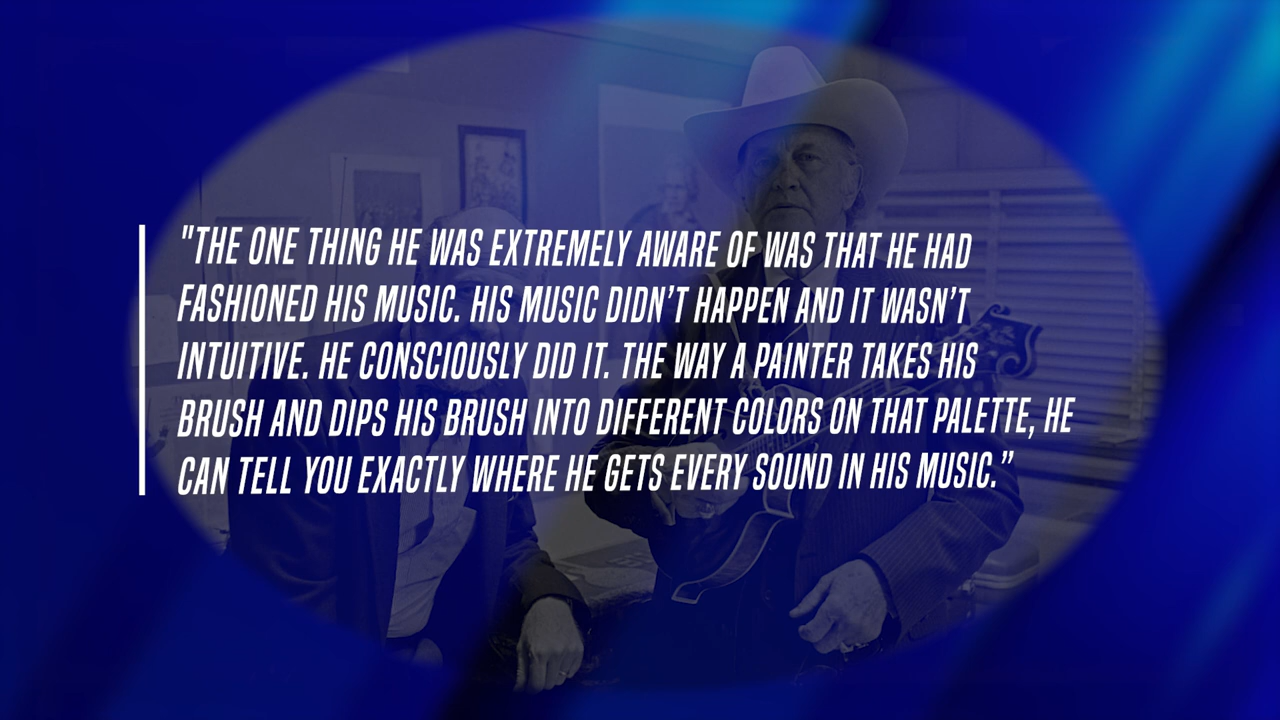 "THE ONE THING HE WAS EXTREMELY AWARE OF WAS THAT HE HAD
FASHIONED HIS MUSIC. HIS MUSIC DIDN’T HAPPEN AND IT WASN’T
INTUITIVE. HE CONSCIOUSLY DID IT. THE WAY A PAINTER TAKES HIS
BRUSH AND DIPS HIS BRUSH INTO DIFFERENT COLORS ON THAT PALETTE, HE
CAN TELL YOU EXACTLY WHERE HE GETS EVERY SOUND IN HIS MUSIC.”